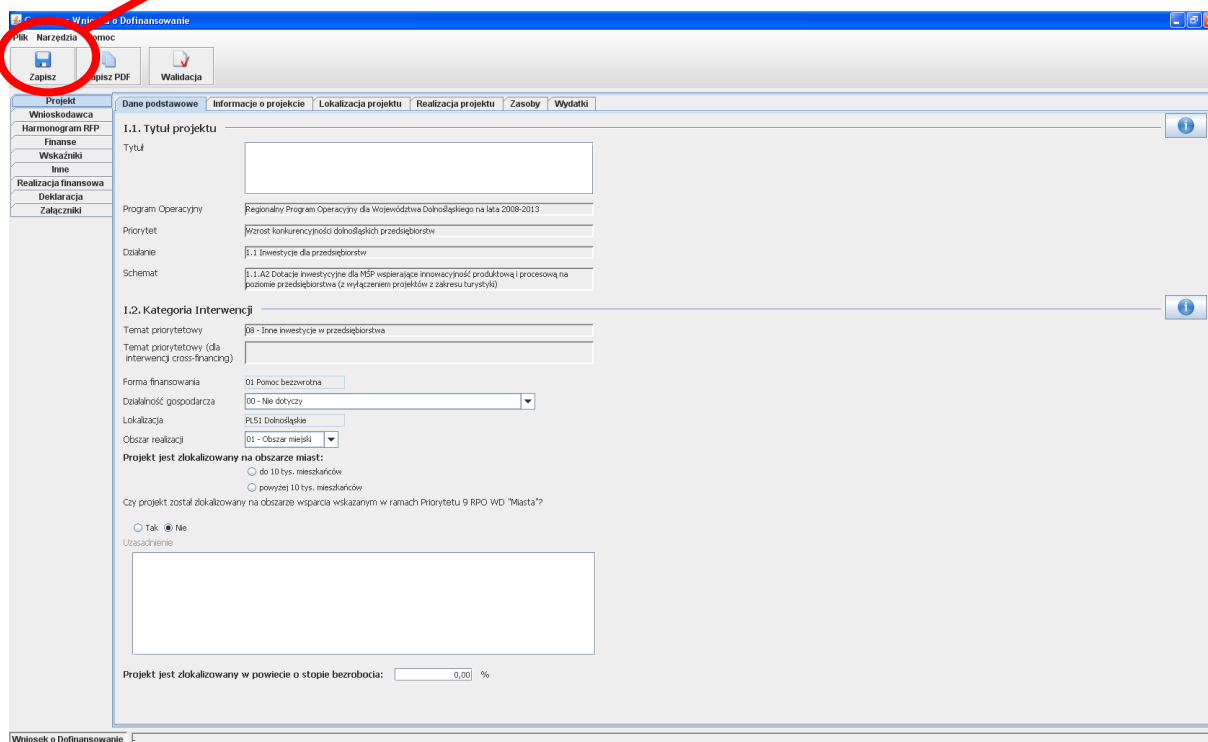 Wniosku o Dofinansowanie
Plik Narzędzia Pomoc
Zapisz Zapisz PDF Walidacja
Projekt
Wnioskodawca
Harmonogram RFP
Finanse
Wskaźniki
Inne
Realizacja finansowa
Deklaracja
Załączniki
Dane podstawowe Informacje o projekcie Lokalizacja projektu Realizacja projektu Zasoby Wydatki
I.1. Tytuł projektu
Tytuł
Program Operacyjny Regionalny Program Operacyjny dla Województwa Dolnośląskiego na lata 2008-2013
Priorytet Wzrost konkurencyjności dolnośląskich przedsiębiorstw
Działanie 1.1 Inwestycje dla przedsiębiorstw
Schemat 1.1.A2 Dotacje inwestycyjne dla MŚP wspierające innowacyjność produktową i procesową na
poziomie przedsiębiorstwa (z wyłączeniem projektów z zakresu turystyki)
I.2. Kategoria Interwencji
Temat priorytetowy 08 - Inne inwestycje w przedsiębiorstwa
Temat priorytetowy (dla
interwencji cross-financing)
Forma finansowania 01 Pomoc bezzwrotna
Działalność gospodarcza 00 - Nie dotyczy
Lokalizacja PL51 Dolnośląskie
Obszar realizacji 01 - Obszar miejski
Projekt jest zlokalizowany na obszarze miast:
do 10 tys. mieszkańców
powyżej 10 tys. mieszkańców
Czy projekt został zlokalizowany na obszarze wsparcia wskazanym w ramach Priorytetu 9 RPO WD "Miasta"?
Tak Nie
Uzasadnienie
Projekt jest zlokalizowany w powiecie o stopie bezrobocia: 0,00 %
Wniosek o Dofinansowanie -